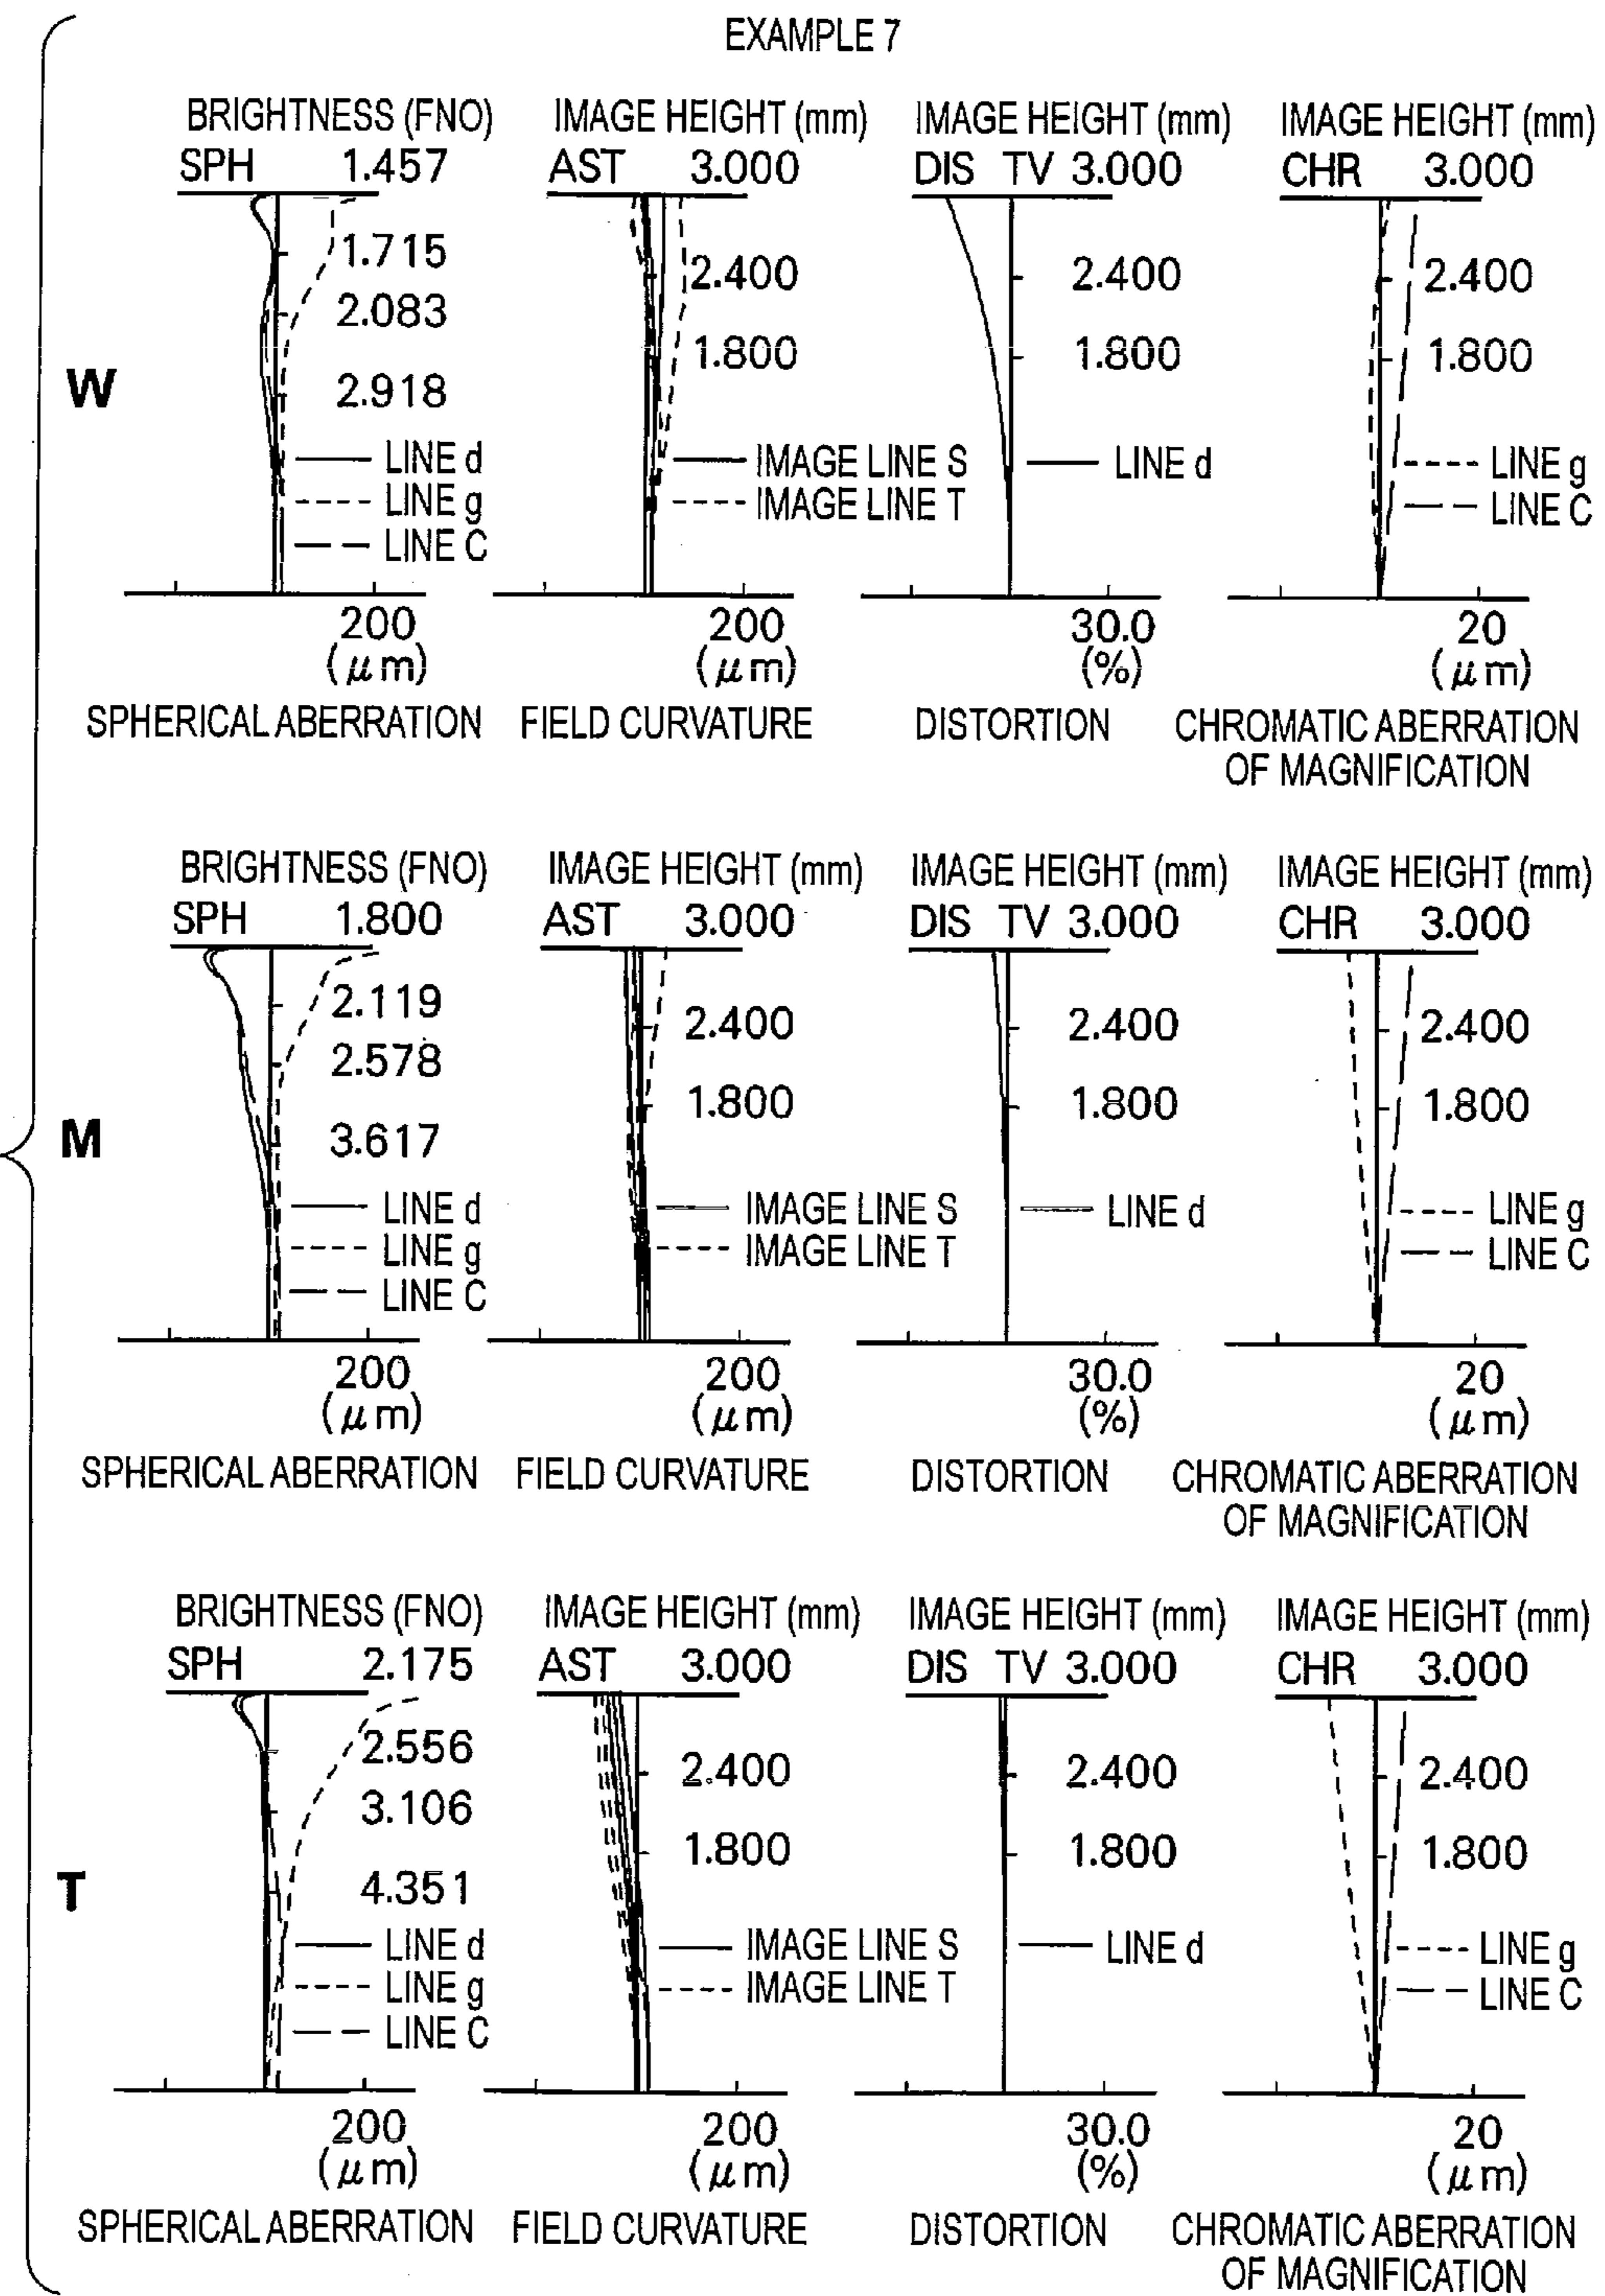 EXAMPLE 7
BRIGHTNESS (FNO) IMAGE HEIGHT (mm) IMAGE HEIGHT (mm) IMAGE HEIGHT (mm)
SPH 1.457 AST 3.000 DIS TV 3.000 CHR 3.000
1.715 2.400 2.400 2.400
2.083 1.800 1.800 1.800
W 2.918
LINE d IMAGE LINE S LINE d LINE g
LINE g IMAGE LINE T LINE C
LINE C
200 200 30.0 20
(μm) (μm) (%) (μm)
SPHERICAL ABERRATION FIELD CURVATURE DISTORTION CHROMATIC ABERRATION
OF MAGNIFICATION
BRIGHTNESS (FNO) IMAGE HEIGHT (mm) IMAGE HEIGHT (mm) IMAGE HEIGHT (mm)
SPH 1.800 AST 3.000 DIS TV 3.000 CHR 3.000
2.119 2.400 2.400 2.400
2.578 1.800 1.800 1.800
M 3.617
LINE d IMAGE LINE S LINE d LINE g
LINE g IMAGE LINE T LINE C
LINE C
200 200 30.0 20
(μm) (μm) (%) (μm)
SPHERICAL ABERRATION FIELD CURVATURE DISTORTION CHROMATIC ABERRATION
OF MAGNIFICATION
BRIGHTNESS (FNO) IMAGE HEIGHT (mm) IMAGE HEIGHT (mm) IMAGE HEIGHT (mm)
SPH 2.175 AST 3.000 DIS TV 3.000 CHR 3.000
2.556 2.400 2.400 2.400
3.106 1.800 1.800 1.800
T 4.351
LINE d IMAGE LINE S LINE d LINE g
LINE g IMAGE LINE T LINE C
LINE C
200 200 30.0 20
(μm) (μm) (%) (μm)
SPHERICAL ABERRATION FIELD CURVATURE DISTORTION CHROMATIC ABERRATION
OF MAGNIFICATION